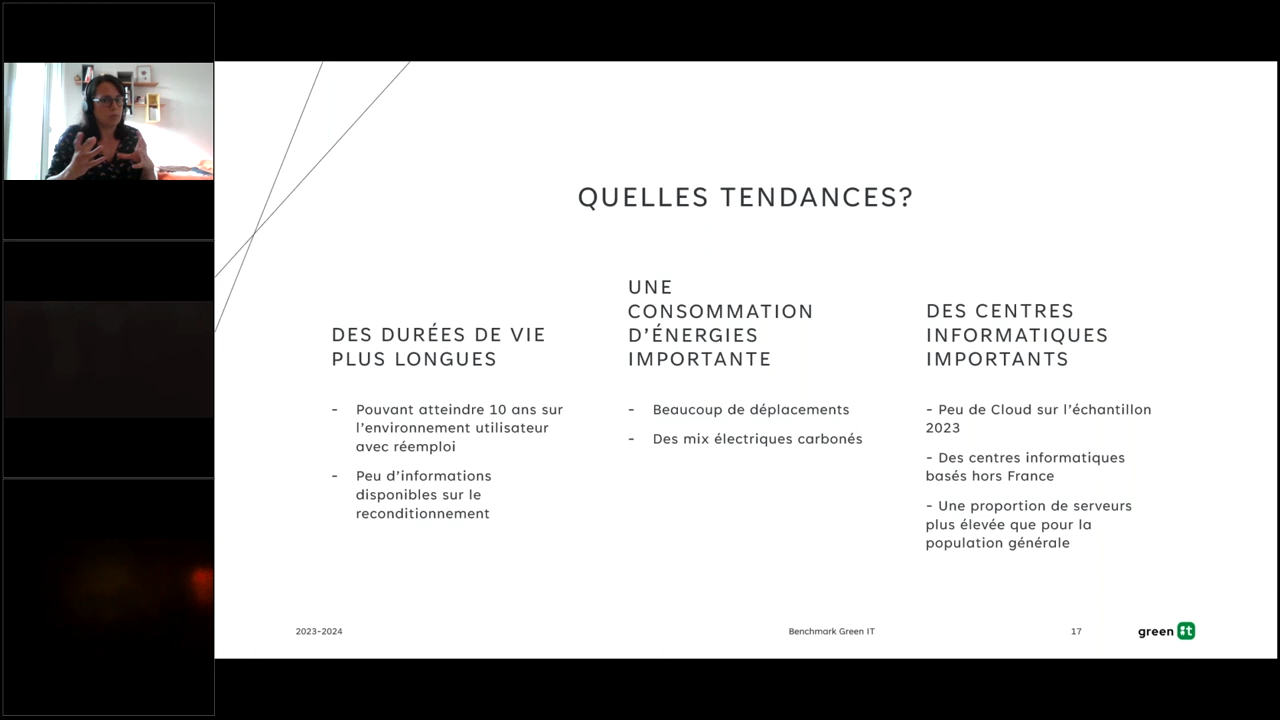 QUELLES TENDANCES?
DES DURÉES DE VIE
PLUS LONGUES
- Pouvant atteindre 10 ans sur
l'environnement utilisateur
avec réemploi
- Peu d'informations
disponibles sur le
reconditionnement
UNE
CONSOMMATION
D'ÉNERGIES
IMPORTANTE
- Beaucoup de déplacements
- Des mix électriques carbonés
DES CENTRES
INFORMATIQUES
IMPORTANTS
- Peu de Cloud sur l'échantillon
2023
- Des centres informatiques
basés hors France
- Une proportion de serveurs
plus élevée que pour la
population générale
2023-2024
Benchmark Green IT
17
green it